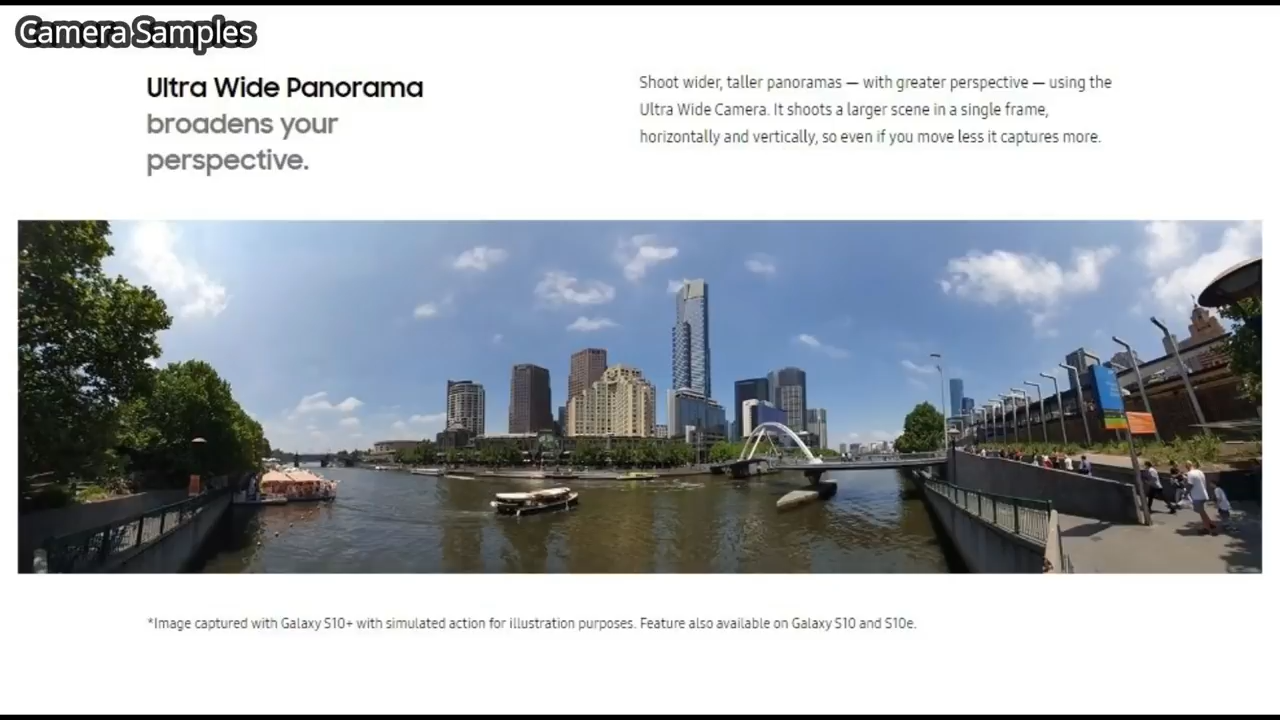 Camera Samples
Ultra Wide Panorama
broadens your
perspective.
Shoot wider, taller panoramas — with greater perspective — using the
Ultra Wide Camera. It shoots a larger scene in a single frame,
horizontally and vertically, so even if you move less it captures more.
*Image captured with Galaxy S10+ with simulated action for illustration purposes. Feature also available on Galaxy S10 and S10e.